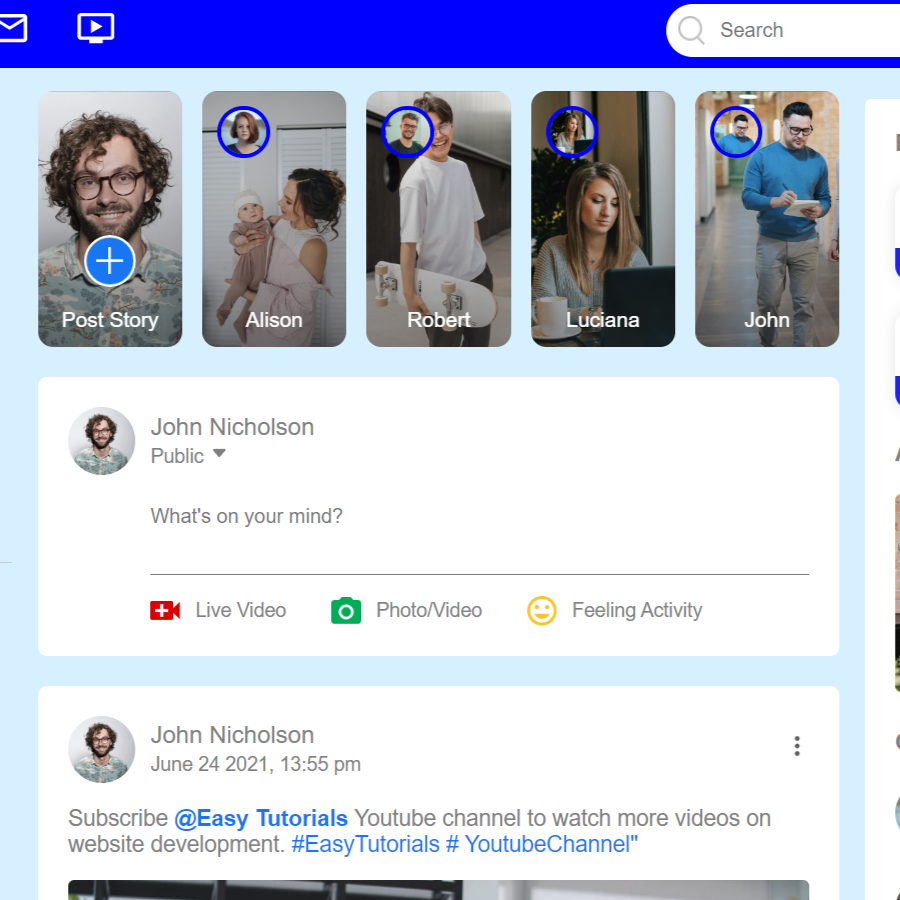 Search
Post Story
Alison
Robert
Luciana
John
John Nicholson
Public
What's on your mind?
Live Video
Photo/Video
Feeling Activity
John Nicholson
June 24 2021, 13:55 pm
Subscribe @Easy Tutorials Youtube channel to watch more videos on
website development. #EasyTutorials # YoutubeChannel"